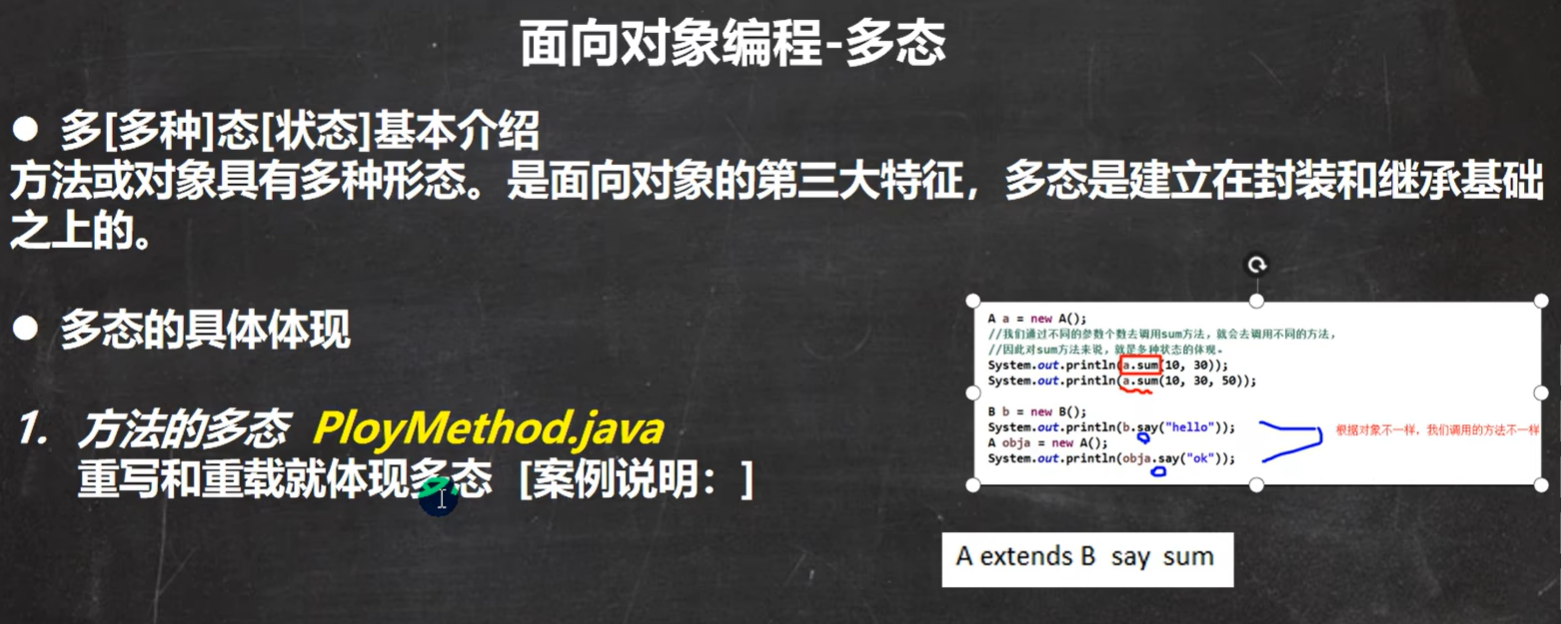 面向对象编程-多态
● 多[多种]态[状态]基本介绍
方法或对象具有多种形态。是面向对象的第三大特征，多态是建立在封装和继承基础
之上的。
● 多态的具体体现
1. 方法的多态 PloyMethod.java
重写和重载就体现多态 [案例说明：]
A a = new A();
//我们通过不同的参数个数去调用sum方法，就会去调用不同的方法，
//因此对sum方法来说，就是多种状态的体现。
System.out.println(a.sum(10, 30));
System.out.println(a.sum(10, 30, 50));
B b = new B();
System.out.println(b.say("hello"));
A obja = new A();
System.out.println(obja.say("ok"));
根据对象不一样，我们调用的方法不一样
A extends B say sum